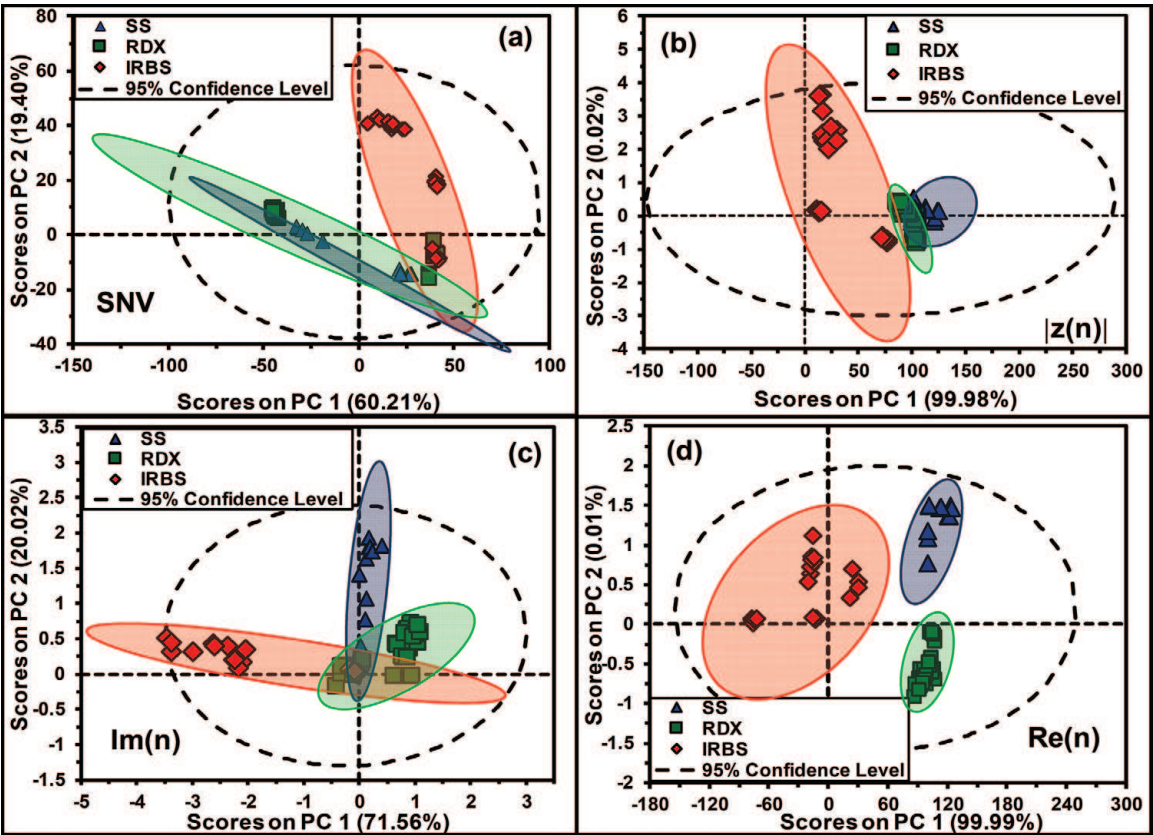 80
60
40
20
0
-20
-40
-150
-100
-50
0
50
100
Scores on PC 2 (19.40%)
Scores on PC 1 (60.21%)
SS
RDX
IRBS
95% Confidence Level
(a)
SNV
6
5
4
3
2
1
0
-1
-2
-3
-4
-150
-100
-50
0
50
100
150
200
250
300
Scores on PC 2 (0.02%)
Scores on PC 1 (99.98%)
(b)
SS
RDX
IRBS
95% Confidence Level
|z(n)|
3.5
3
2.5
2
1.5
1
0.5
0
-0.5
-1
-1.5
-5
-4
-3
-2
-1
0
1
2
3
Scores on PC 2 (20.02%)
Scores on PC 1 (71.56%)
SS
RDX
IRBS
95% Confidence Level
(c)
Im(n)
2.5
2
1.5
1
0.5
0
-0.5
-1
-1.5
-2
-180
-120
-60
0
60
120
180
240
300
Scores on PC 2 (0.01%)
Scores on PC 1 (99.99%)
(d)
SS
RDX
IRBS
95% Confidence Level
Re(n)